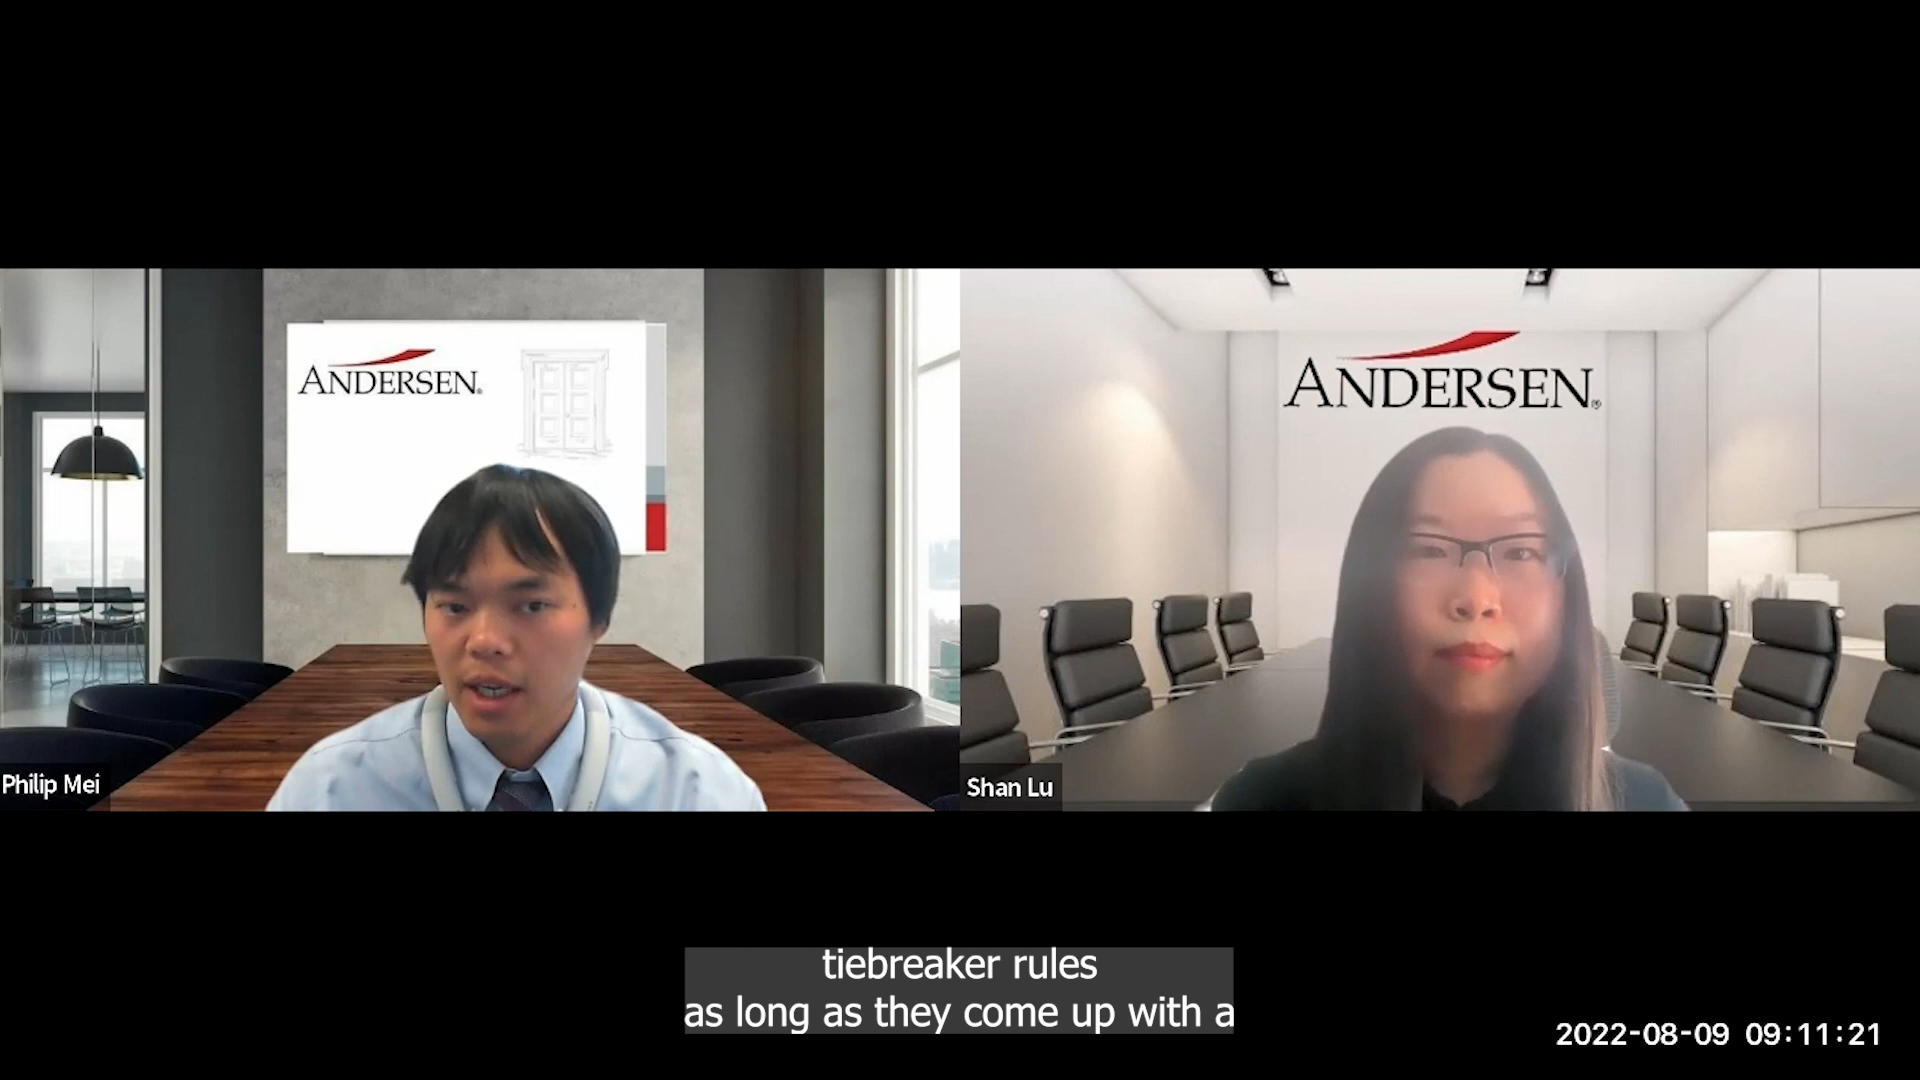 ANDERSEN®
ANDERSEN®
Philip Mei
Shan Lu
tiebreaker rules
as long as they come up with a
2022-08-09 09:11:21